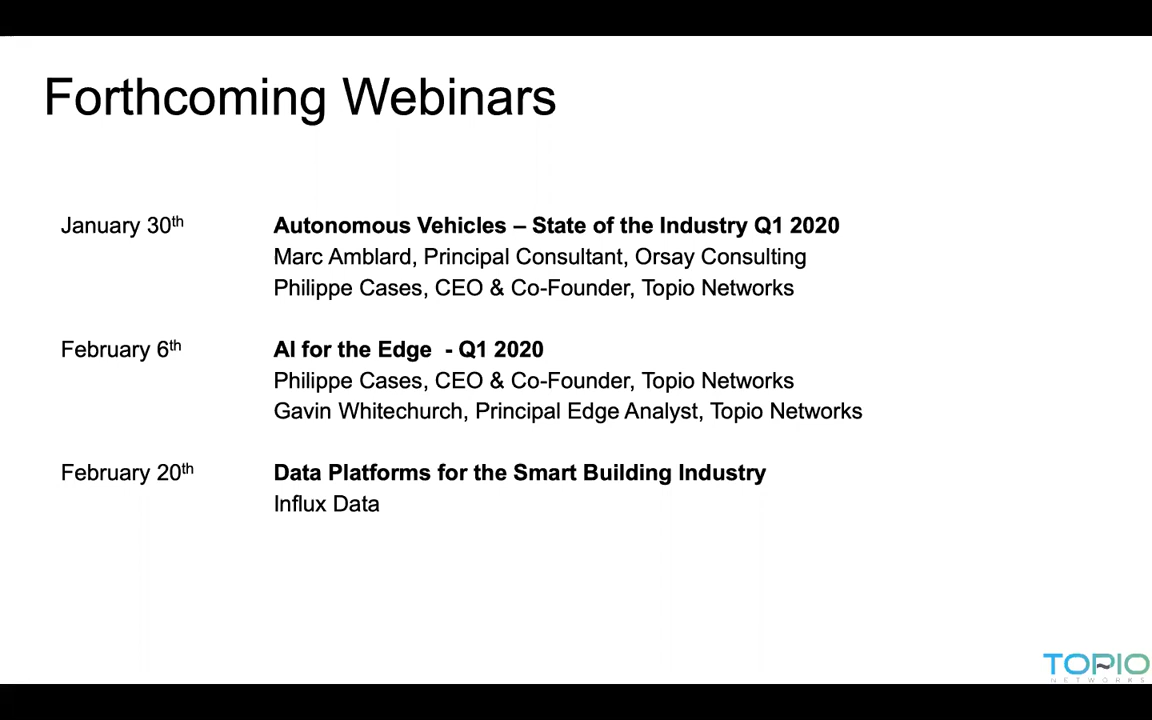 Forthcoming Webinars
January 30th
Autonomous Vehicles – State of the Industry Q1 2020
Marc Amblard, Principal Consultant, Orsay Consulting
Philippe Cases, CEO & Co-Founder, Topio Networks
February 6th
AI for the Edge  - Q1 2020
Philippe Cases, CEO & Co-Founder, Topio Networks
Gavin Whitechurch, Principal Edge Analyst, Topio Networks
February 20th
Data Platforms for the Smart Building Industry
Influx Data
TOPIO
NETWORKS